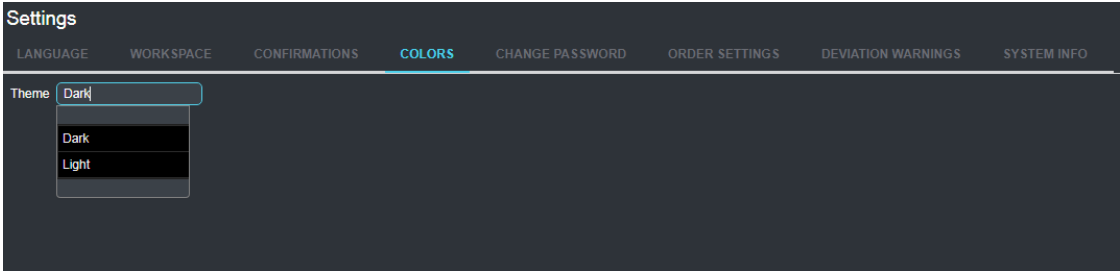 Settings
LANGUAGE WORKSPACE CONFIRMATIONS COLORS CHANGE PASSWORD ORDER SETTINGS DEVIATION WARNINGS SYSTEM INFO
Theme Dark
Dark
Light